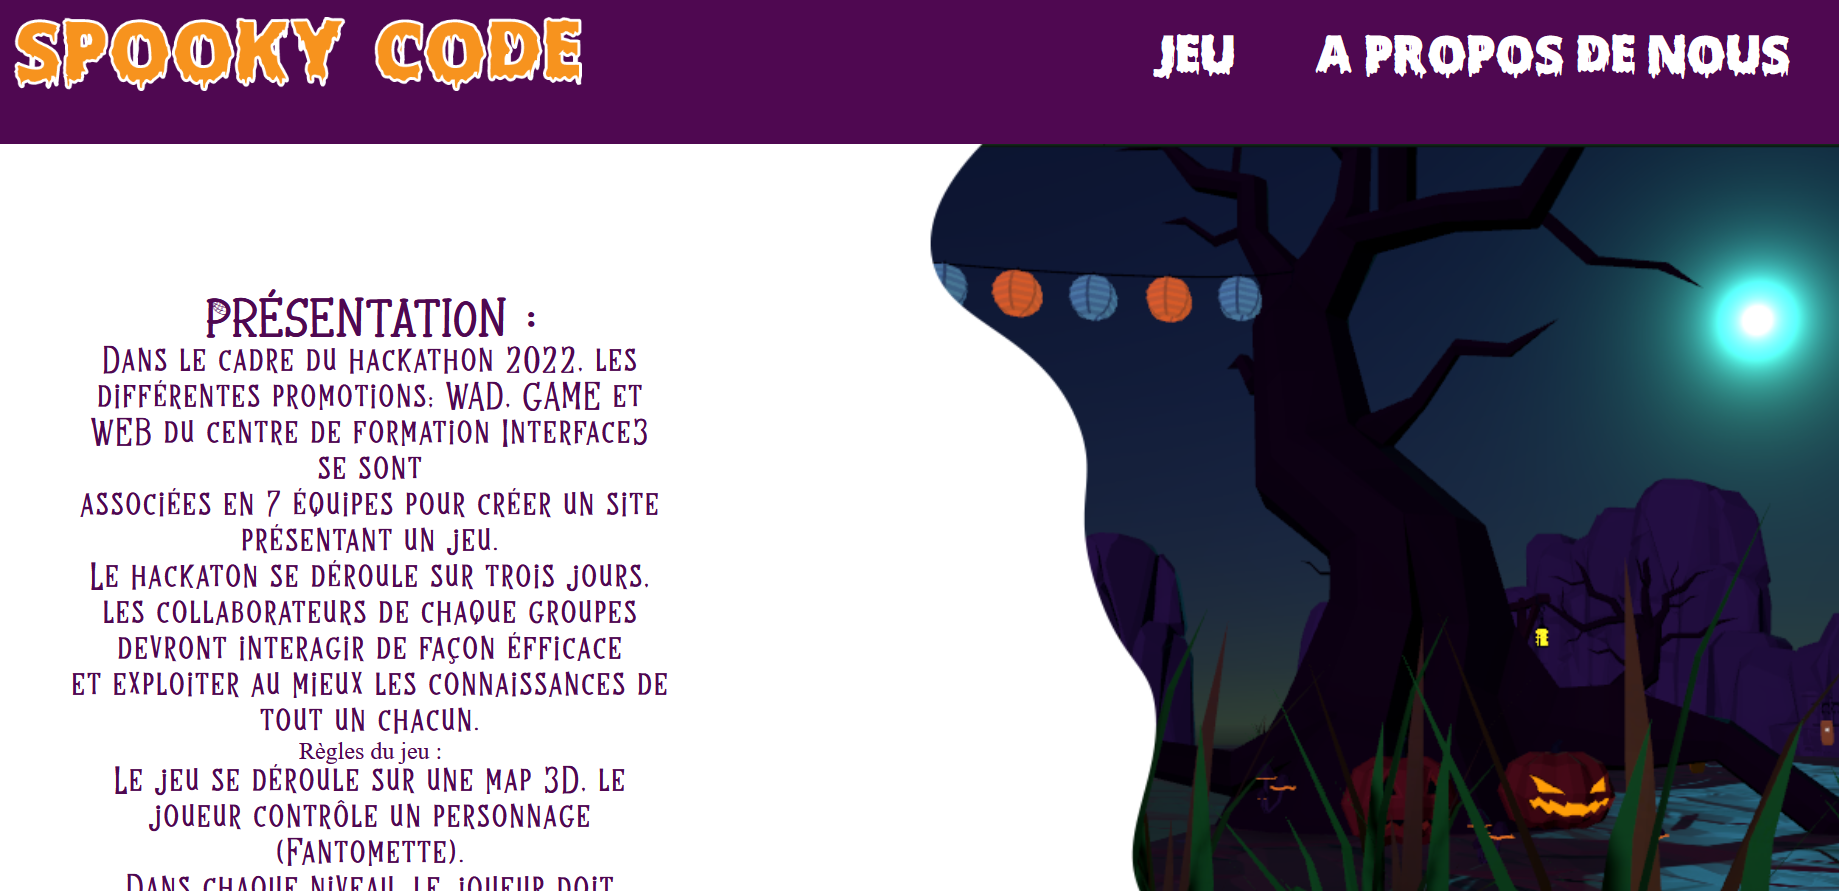 SPOOKY CODE
JEU
A PROPOS DE NOUS
PRÉSENTATION :
Dans le cadre du hackathon 2022, les
différentes promotions: WAD, GAME et
WEB du centre de formation Interface3
se sont
associées en 7 équipes pour créer un site
présentant un jeu.
Le hackaton se déroule sur trois jours,
les collaborateurs de chaque groupes
devront interagir de façon éfficace
et exploiter au mieux les connaissances de
tout un chacun.
Règles du jeu :
Le jeu se déroule sur une map 3D, le
joueur contrôle un personnage
(Fantomette).
Dans chaque niveau, le joueur doit